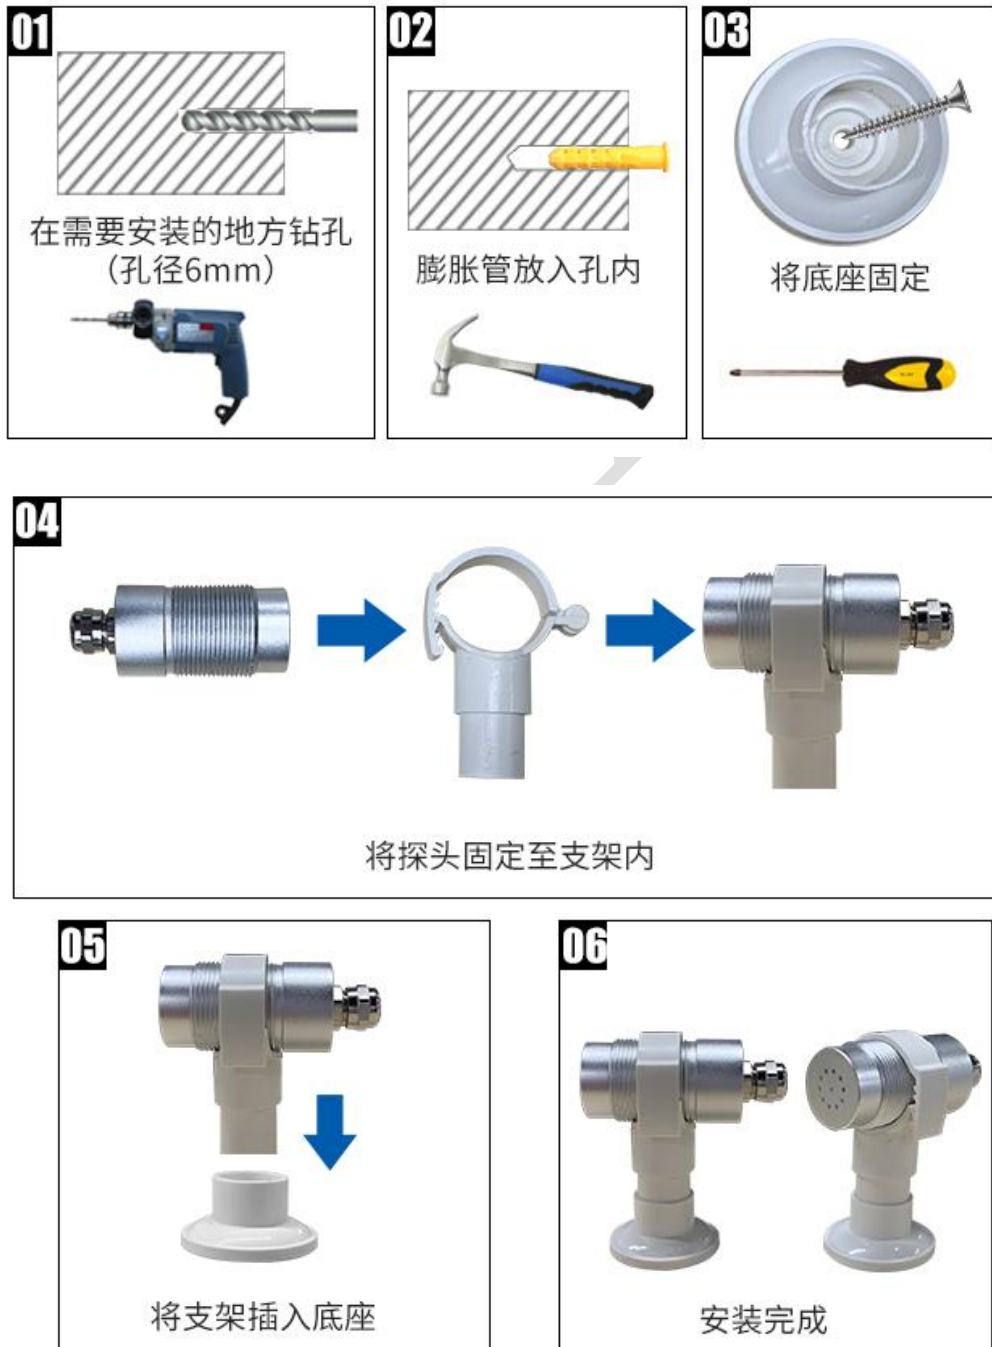 01
在需要安装的地方钻孔
（孔径6mm）
02
膨胀管放入孔内
03
将底座固定
04
将探头固定至支架内
05
将支架插入底座
06
安装完成